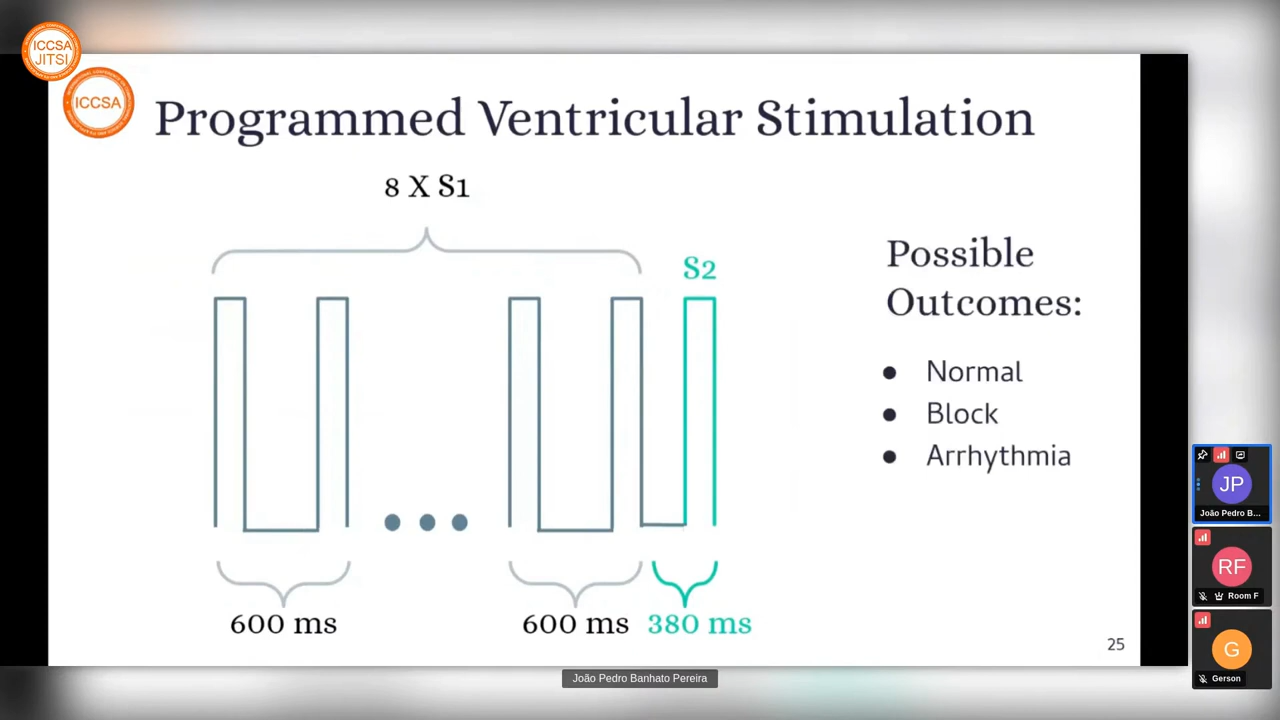 ICCSA
JITSI
ICCSA
Programmed Ventricular Stimulation
8 X S1
S2
Possible
Outcomes:
● Normal
● Block
● Arrhythmia
600 ms
600 ms
380 ms
25
JP
João Pedro B...
RF
Room F
G
Gerson
João Pedro Banhato Pereira